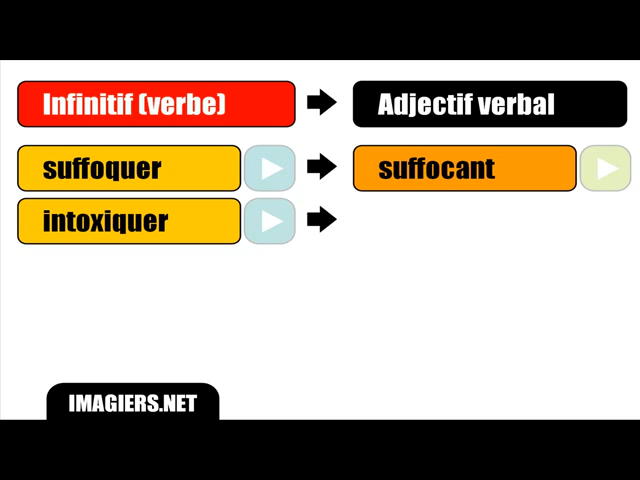 Infinitif (verbe) Adjectif verbal
suffoquer suffocant
intoxiquer
IMAGIERS.NET